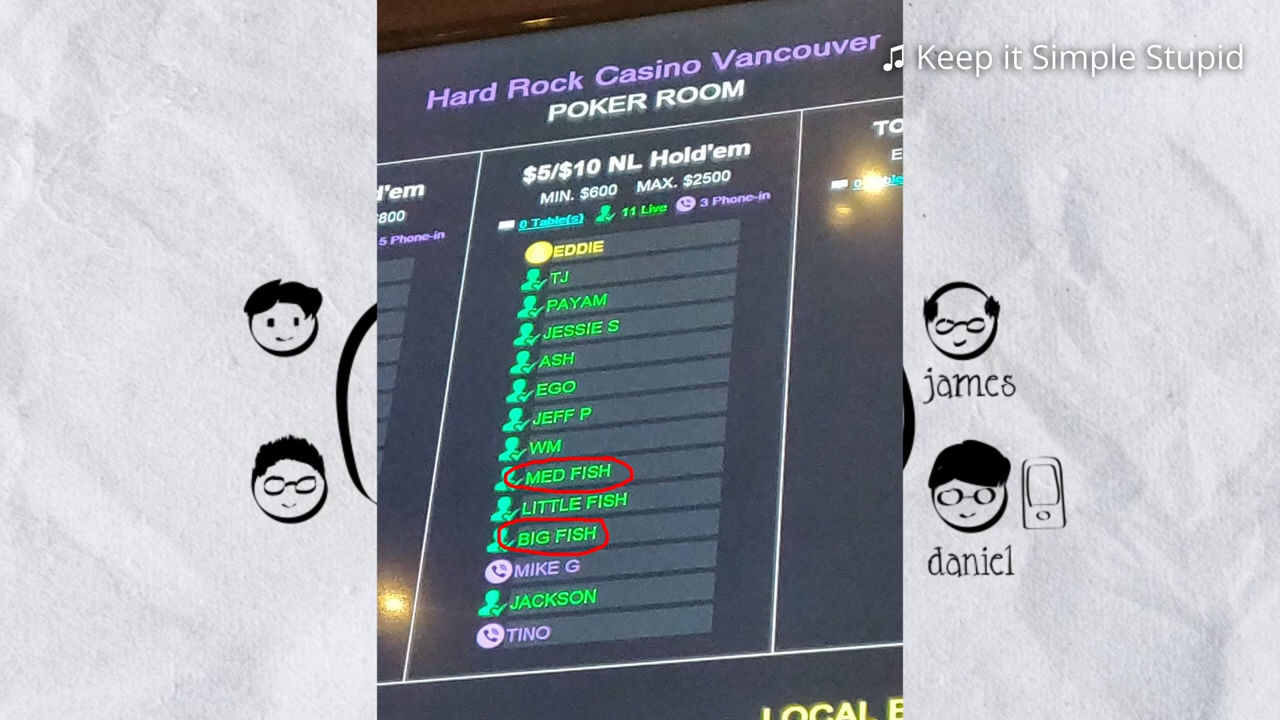 ♫ Keep it Simple Stupid
Hard Rock Casino Vancouver
POKER ROOM
d'em
800
5 Phone-in
$5/$10 NL Hold'em
MIN. $600 MAX. $2500
0 Table(s) 11 Live 3 Phone-in
EDDIE
TJ
PAYAM
JESSIE S
ASH
EGO
JEFF P
WM
MED FISH
LITTLE FISH
BIG FISH
MIKE G
JACKSON
TINO
TO
E
LOCAL
james
daniel